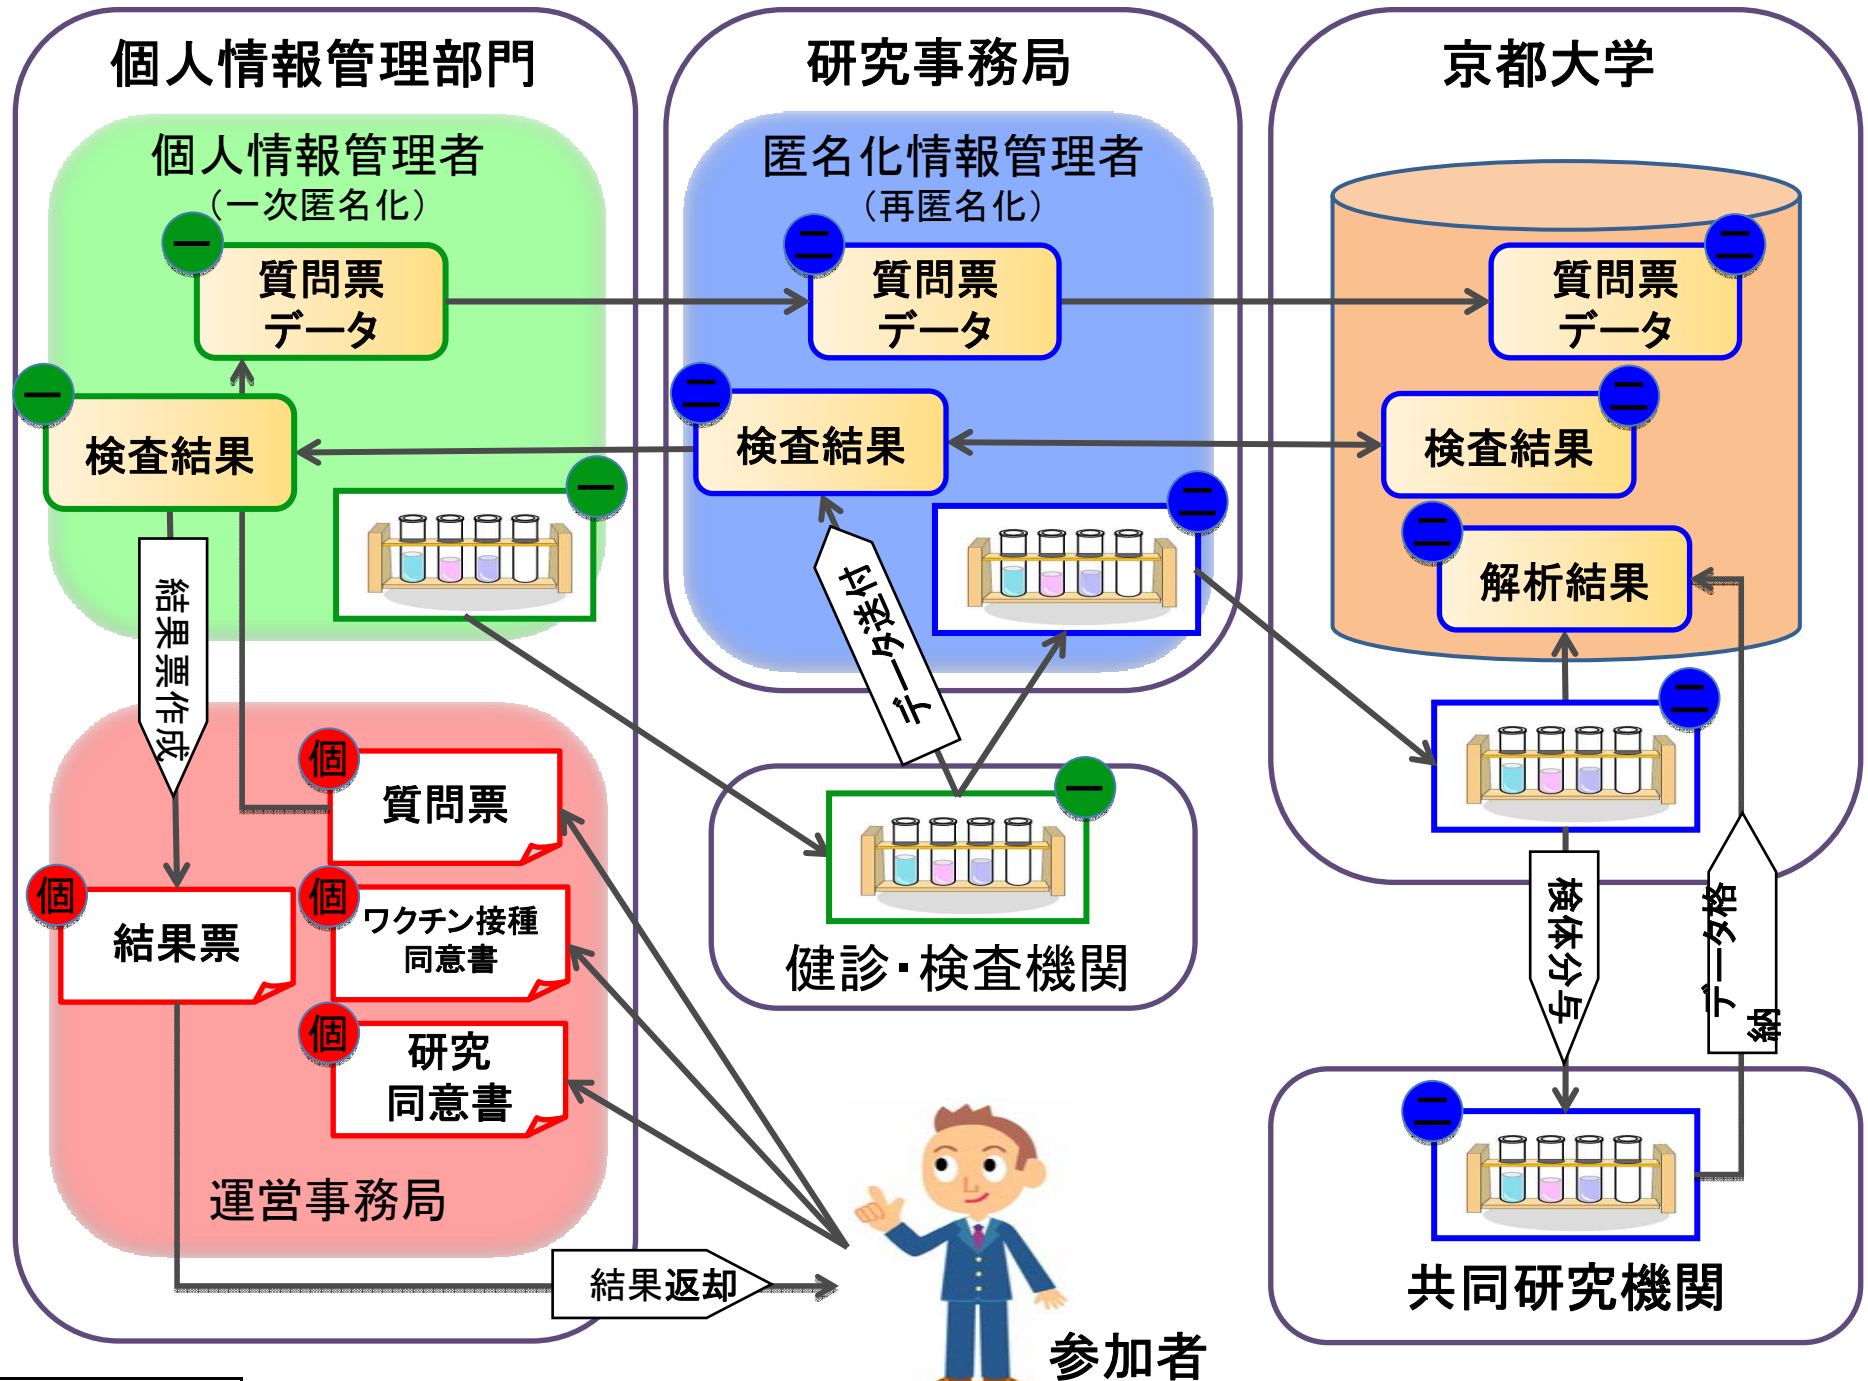 個人情報管理部門
個人情報管理者
（一次匿名化）
一
質問票
データ
一
検査結果
一
結果票作成
個
質問票
個
結果票
個
ワクチン接種
同意書
個
研究
同意書
運営事務局
結果返却
研究事務局
匿名化情報管理者
（再匿名化）
二
質問票
データ
二
検査結果
二
データ送付
一
健診・検査機関
参加者
京都大学
二
質問票
データ
二
検査結果
二
解析結果
二
検体分与
データ格
納
二
共同研究機関